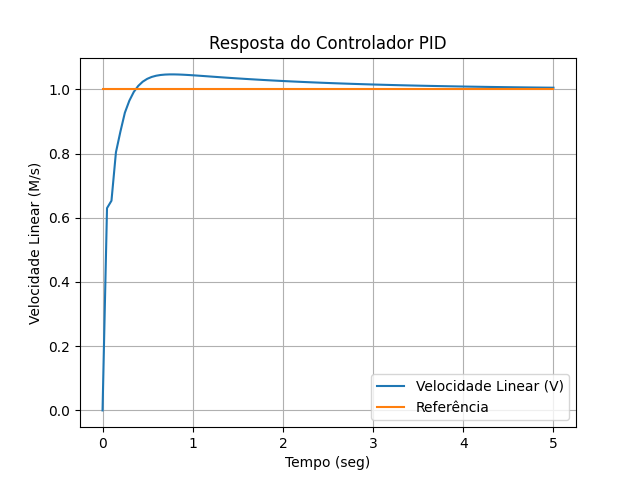 Resposta do Controlador PID
Velocidade Linear (M/s)
1.0
0.8
0.6
0.4
0.2
0.0
Velocidade Linear (V)
Referência
0 1 2 3 4 5
Tempo (seg)